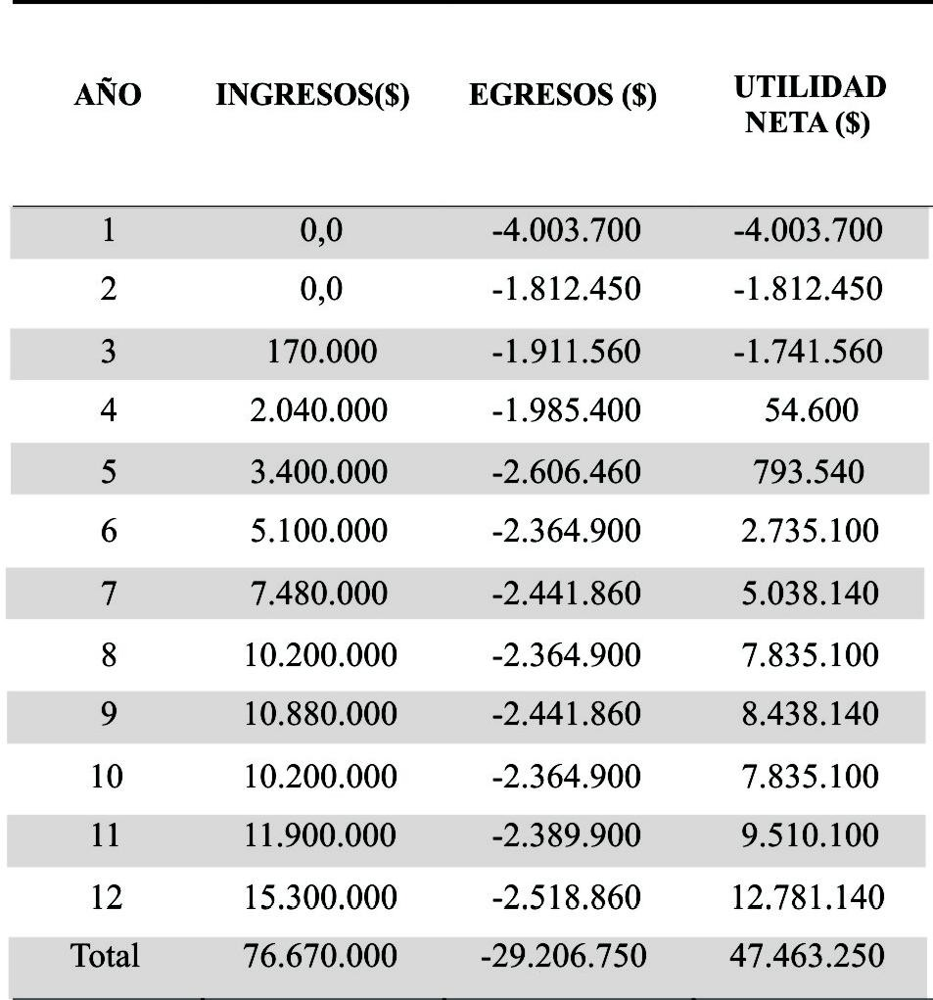 AÑO INGRESOS($) EGRESOS ($) UTILIDAD NETA ($)
1 0,0 -4.003.700 -4.003.700
2 0,0 -1.812.450 -1.812.450
3 170.000 -1.911.560 -1.741.560
4 2.040.000 -1.985.400 54.600
5 3.400.000 -2.606.460 793.540
6 5.100.000 -2.364.900 2.735.100
7 7.480.000 -2.441.860 5.038.140
8 10.200.000 -2.364.900 7.835.100
9 10.880.000 -2.441.860 8.438.140
10 10.200.000 -2.364.900 7.835.100
11 11.900.000 -2.389.900 9.510.100
12 15.300.000 -2.518.860 12.781.140
Total 76.670.000 -29.206.750 47.463.250